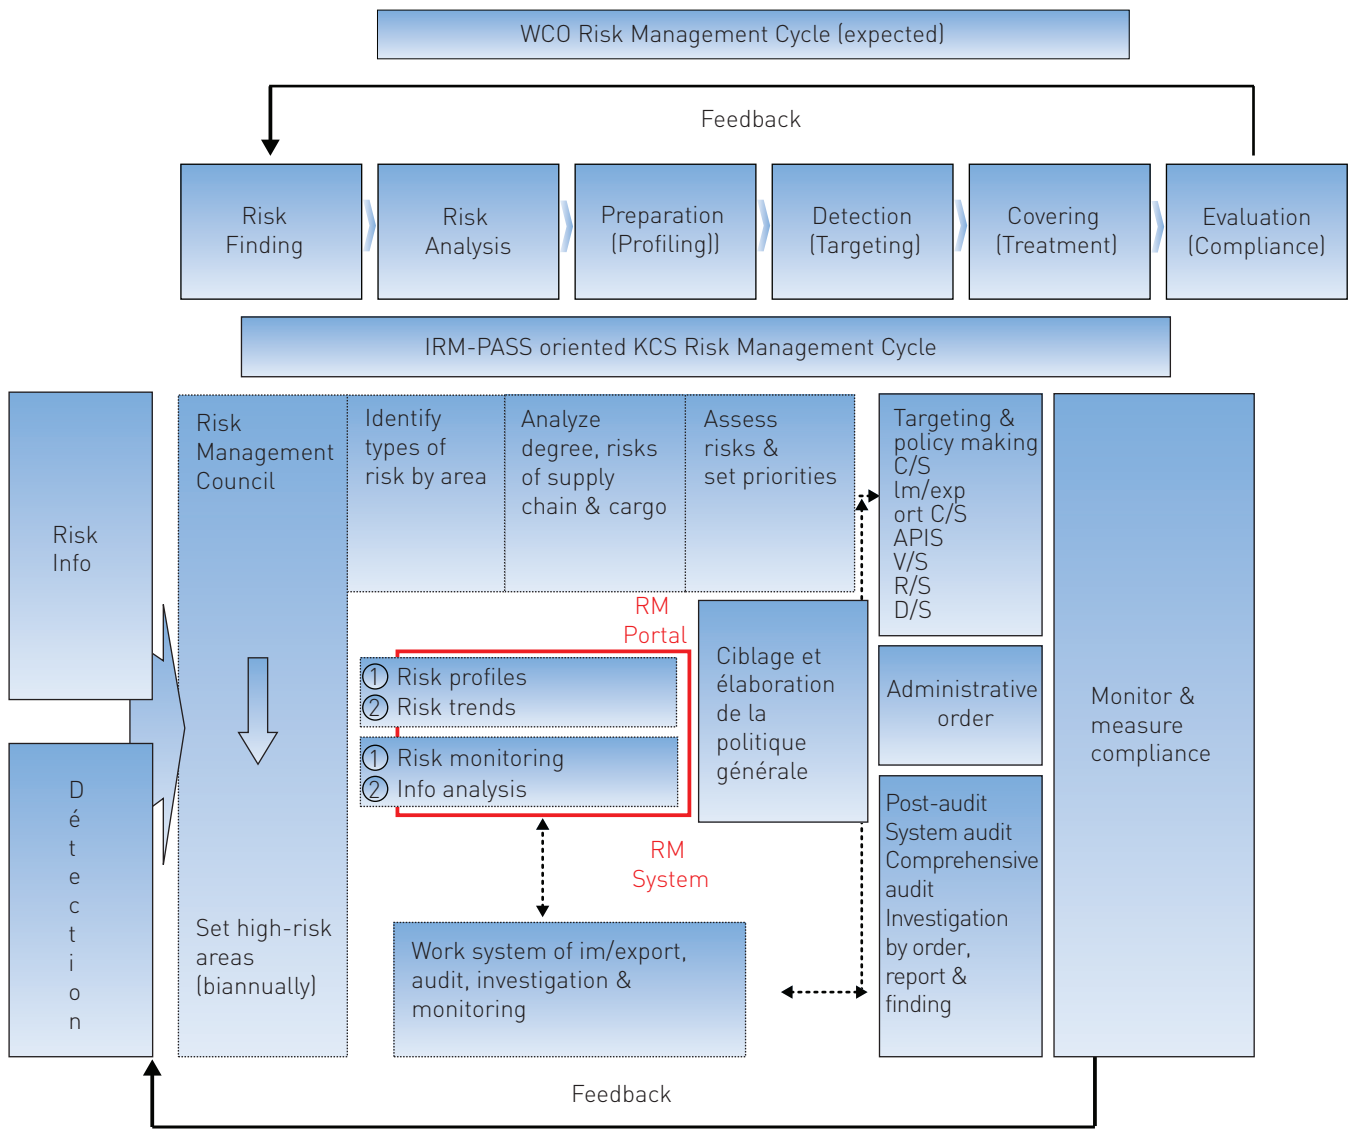 WCO Risk Management Cycle (expected)
Feedback
Risk
Finding
Risk
Analysis
Preparation
(Profiling))
Detection
(Targeting)
Covering
(Treatment)
Evaluation
(Compliance)
IRM-PASS oriented KCS Risk Management Cycle
Risk
Info
Détection
Risk
Management
Council
Set high-risk
areas
(biannually)
Identify
types of
risk by area
Analyze
degree, risks
of supply
chain & cargo
Assess
risks &
set priorities
RM
Portal
1 Risk profiles
2 Risk trends
1 Risk monitoring
2 Info analysis
RM
System
Work system of im/export,
audit, investigation &
monitoring
Ciblage et
élaboration
de la
politique
générale
Targeting &
policy making
C/S
lm/exp
ort C/S
APIS
V/S
R/S
D/S
Administrative
order
Post-audit
System audit
Comprehensive
audit
Investigation
by order,
report &
finding
Monitor &
measure
compliance
Feedback